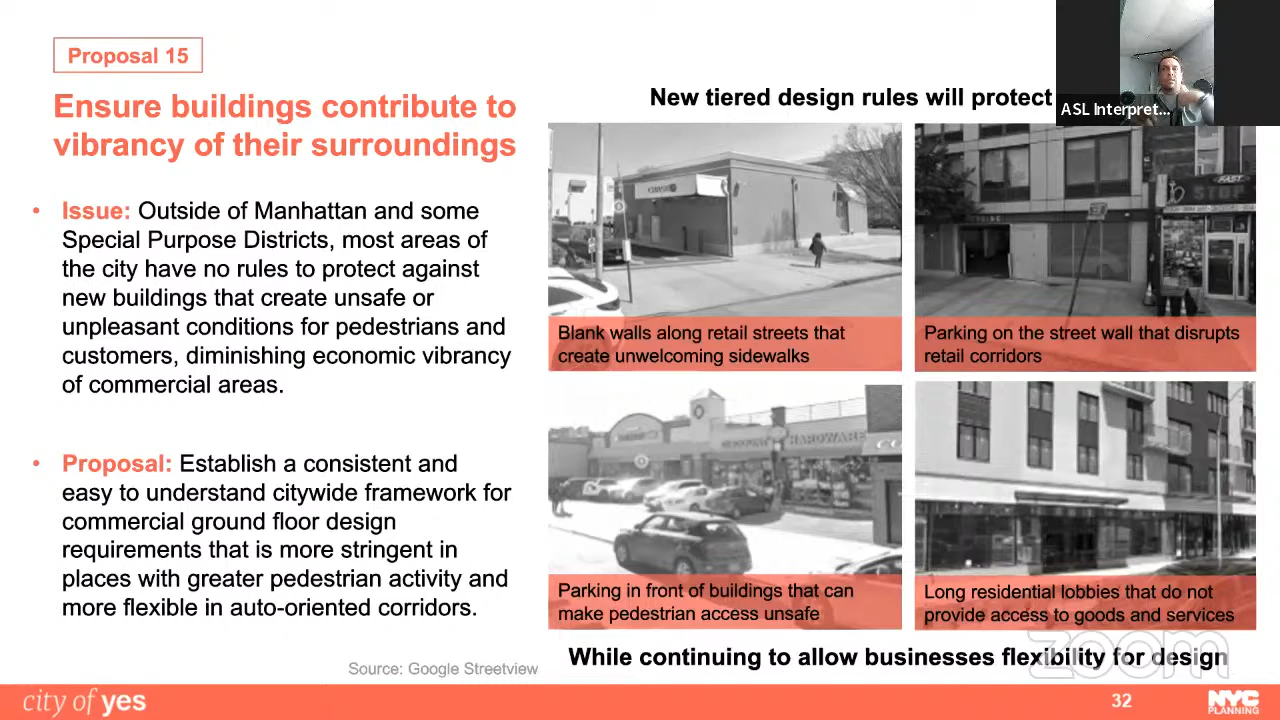 Proposal 15
Ensure buildings contribute to
vibrancy of their surroundings
• Issue: Outside of Manhattan and some
Special Purpose Districts, most areas of
the city have no rules to protect against
new buildings that create unsafe or
unpleasant conditions for pedestrians and
customers, diminishing economic vibrancy
of commercial areas.
• Proposal: Establish a consistent and
easy to understand citywide framework for
commercial ground floor design
requirements that is more stringent in
places with greater pedestrian activity and
more flexible in auto-oriented corridors.
Source: Google Streetview
New tiered design rules will protect
ASL Interpret...
CHASE
FAST
STOP
Blank walls along retail streets that
create unwelcoming sidewalks
Parking on the street wall that disrupts
retail corridors
HARDWARE
Parking in front of buildings that can
make pedestrian access unsafe
Long residential lobbies that do not
provide access to goods and services
While continuing to allow businesses flexibility for design
zoom
city of yes
32
NYC
PLANNING